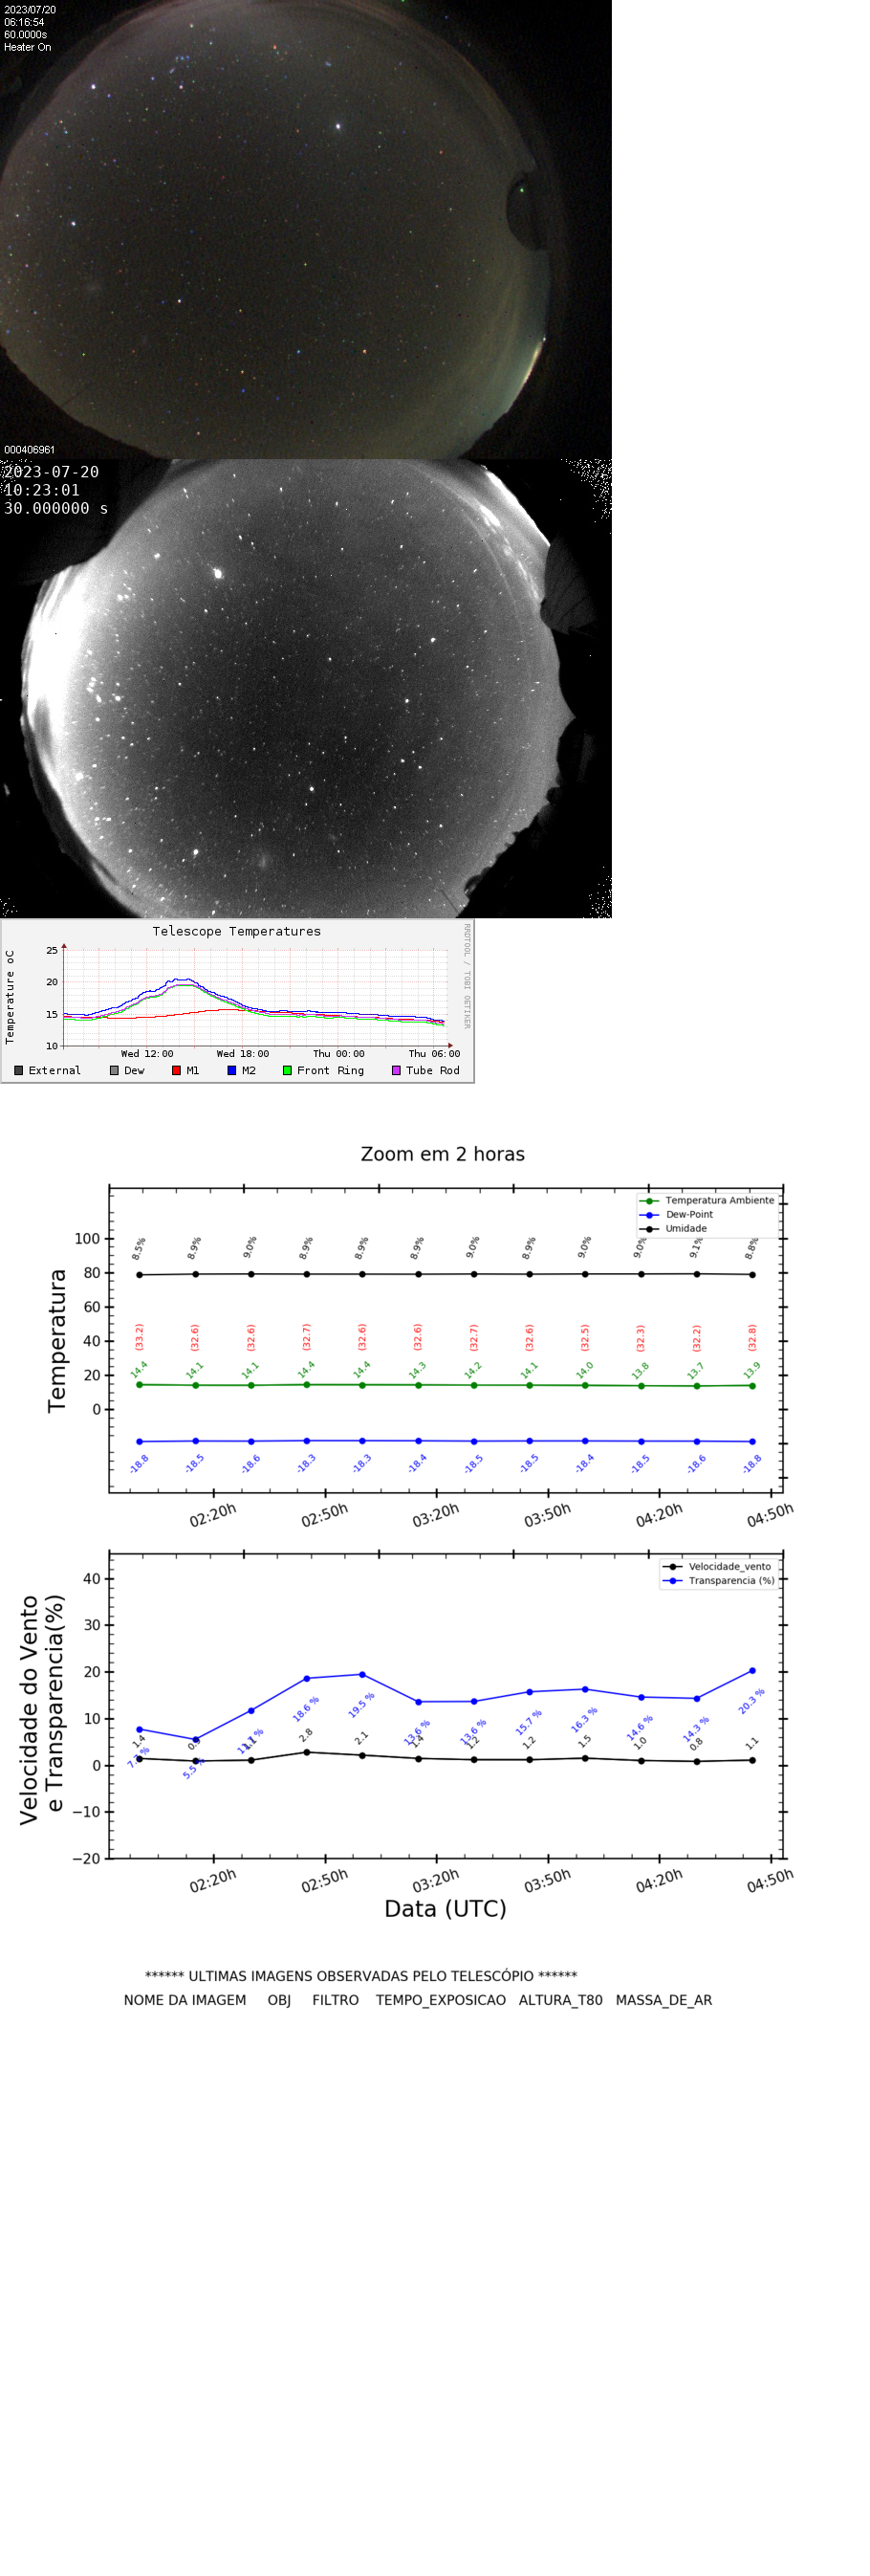 2023/07/20
06:16:54
60.0000s
Heater On
000406961
2023-07-20
10:23:01
30.000000 s
Telescope Temperatures
RRDTOOL / TOBI OETIKER
Temperature oC
25
20
15
10
Wed 12:00 Wed 18:00 Thu 00:00 Thu 06:00
External Dew M1 M2 Front Ring Tube Rod
Zoom em 2 horas
Temperatura Ambiente
Dew-Point
Umidade
Temperatura
100
80
60
40
20
0
8.5% 8.9% 9.0% 8.9% 8.9% 8.9% 9.0% 8.9% 9.0% 9.0% 9.1% 8.8%
(33.2) (32.6) (32.6) (32.7) (32.6) (32.6) (32.7) (32.6) (32.5) (32.3) (32.2) (32.8)
14.4 14.1 14.1 14.4 14.4 14.3 14.2 14.1 14.0 13.8 13.7 13.9
-18.8 -18.5 -18.6 -18.3 -18.3 -18.4 -18.5 -18.5 -18.4 -18.5 -18.6 -18.8
02:20h 02:50h 03:20h 03:50h 04:20h 04:50h
Velocidade_vento
Transparencia (%)
Velocidade do Vento
e Transparencia(%)
40
30
20
10
0
−10
−20
18.6 % 19.5 % 13.6 % 13.6 % 15.7 % 16.3 % 14.6 % 14.3 % 20.3 %
1.4 2.8 2.1 1.4 1.2 1.2 1.5 1.0 0.8 1.1
02:20h 02:50h 03:20h 03:50h 04:20h 04:50h
Data (UTC)
****** ULTIMAS IMAGENS OBSERVADAS PELO TELESCÓPIO ******
NOME DA IMAGEM OBJ FILTRO TEMPO_EXPOSICAO ALTURA_T80 MASSA_DE_AR